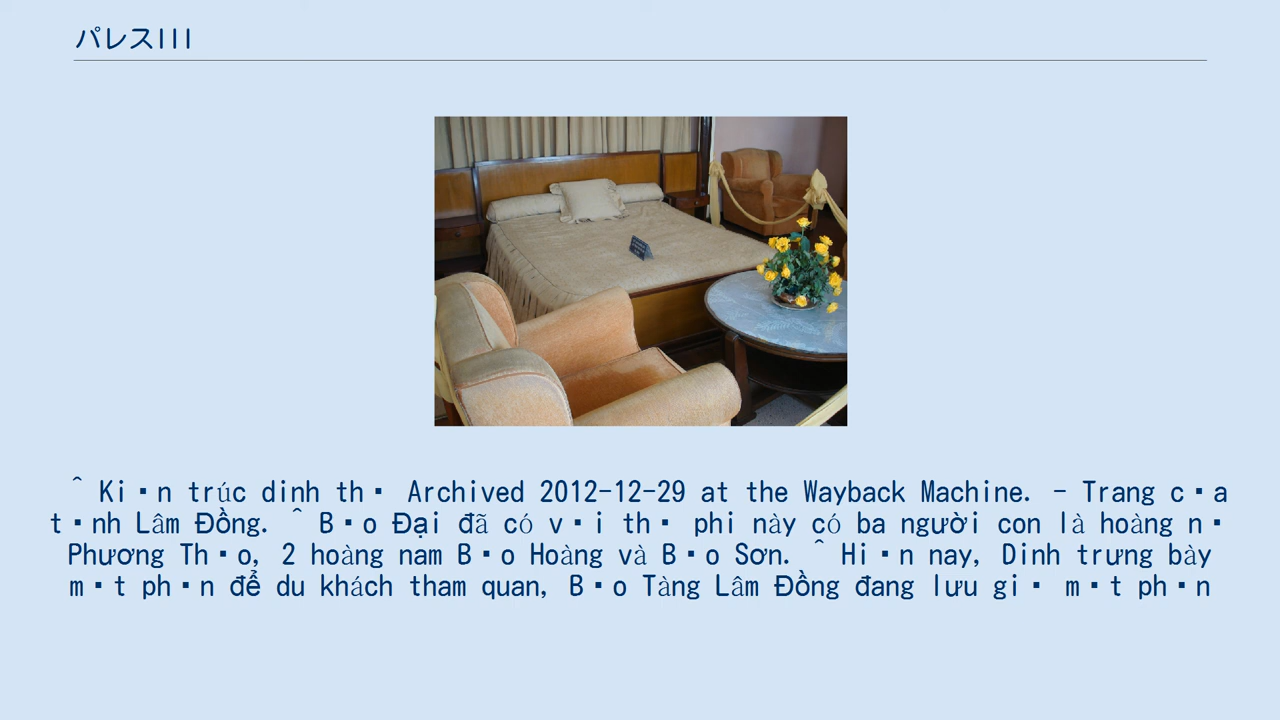 パレスIII
^ Ki▪n trúc dinh th▪ Archived 2012-12-29 at the Wayback Machine. - Trang c▪a
t▪nh Lâm Đồng. ^ B▪o Đại đã có v▪i th▪ phi này có ba người con là hoàng n▪
Phương Th▪o, 2 hoàng nam B▪o Hoàng và B▪o Sơn. ^ Hi▪n nay, Dinh trưng bày
m▪t ph▪n để du khách tham quan, B▪o Tàng Lâm Đồng đang lưu gi▪ m▪t ph▪n